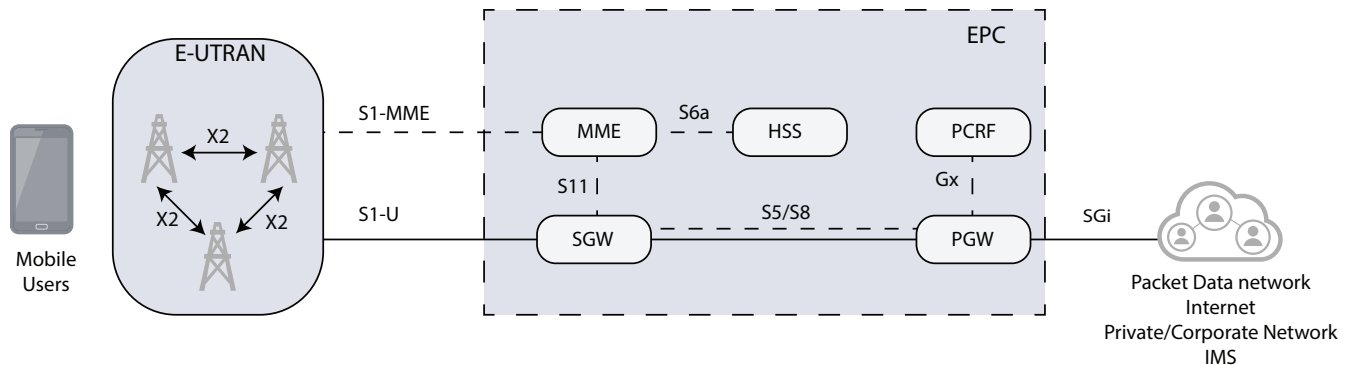 EPC
E-UTRAN
S1-MME
S6a
MME
HSS
PCRF
X2
S11
Gx
X2
X2
S1-U
S5/S8
SGi
SGW
PGW
Mobile
Users
Packet Data network
Internet
Private/Corporate Network
IMS